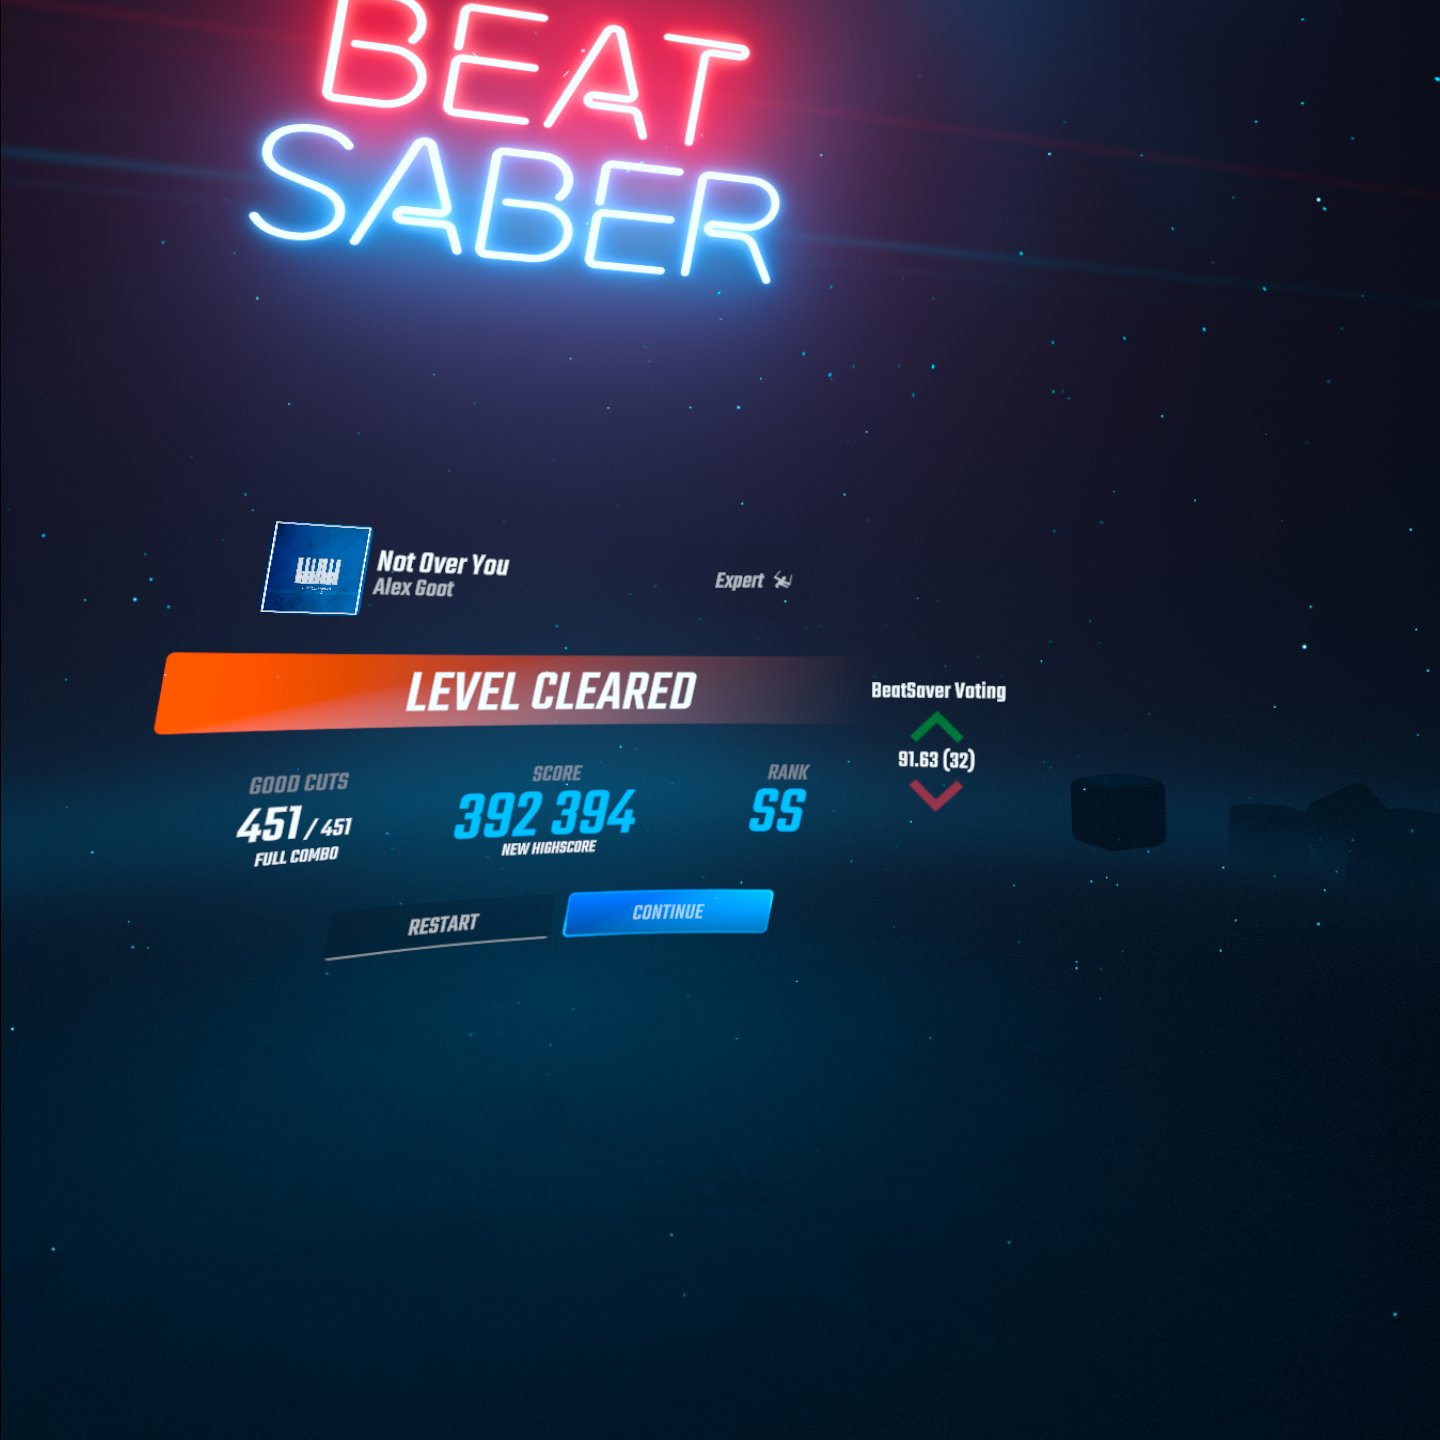 BEAT
SABER
Not Over You
Alex Goot
Expert
LEVEL CLEARED
BeatSaver Voting
91.63 (32)
GOOD CUTS
451 / 451
FULL COMBO
SCORE
392 394
NEW HIGHSCORE
RANK
SS
RESTART
CONTINUE